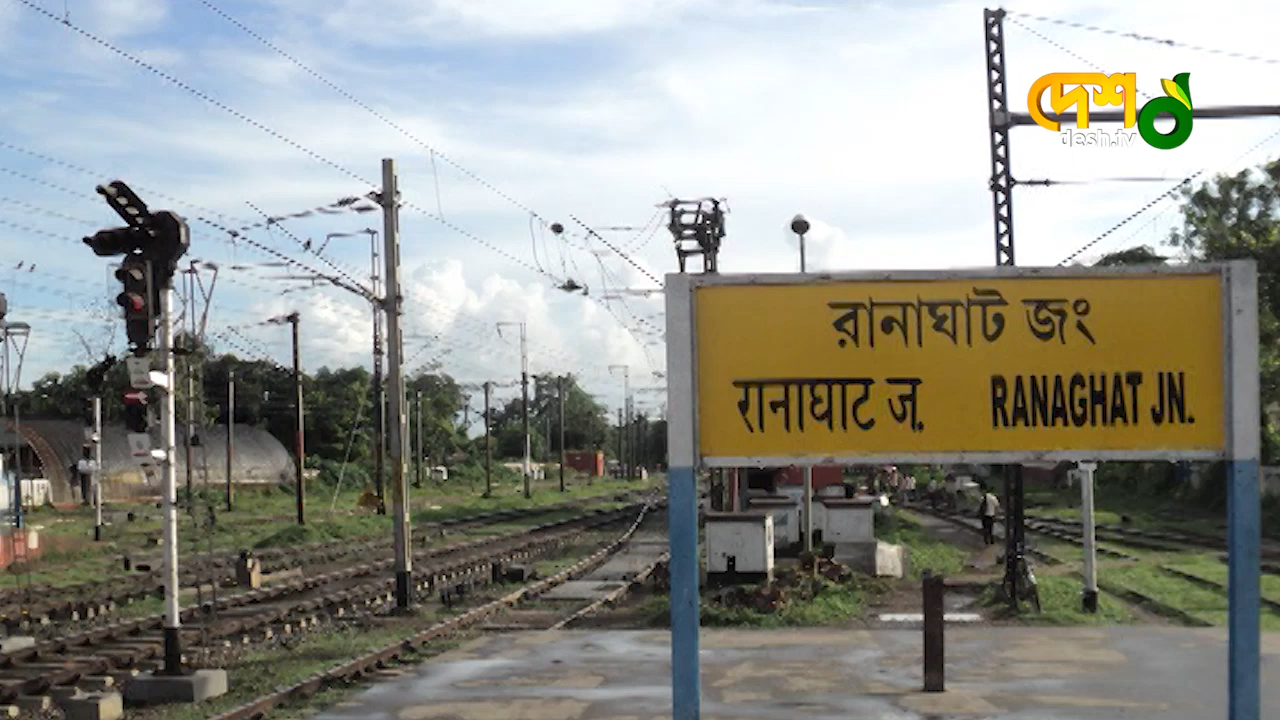 দেশ
desh.tv
রানাঘাট জং
रानाघाट ज. RANAGHAT JN.